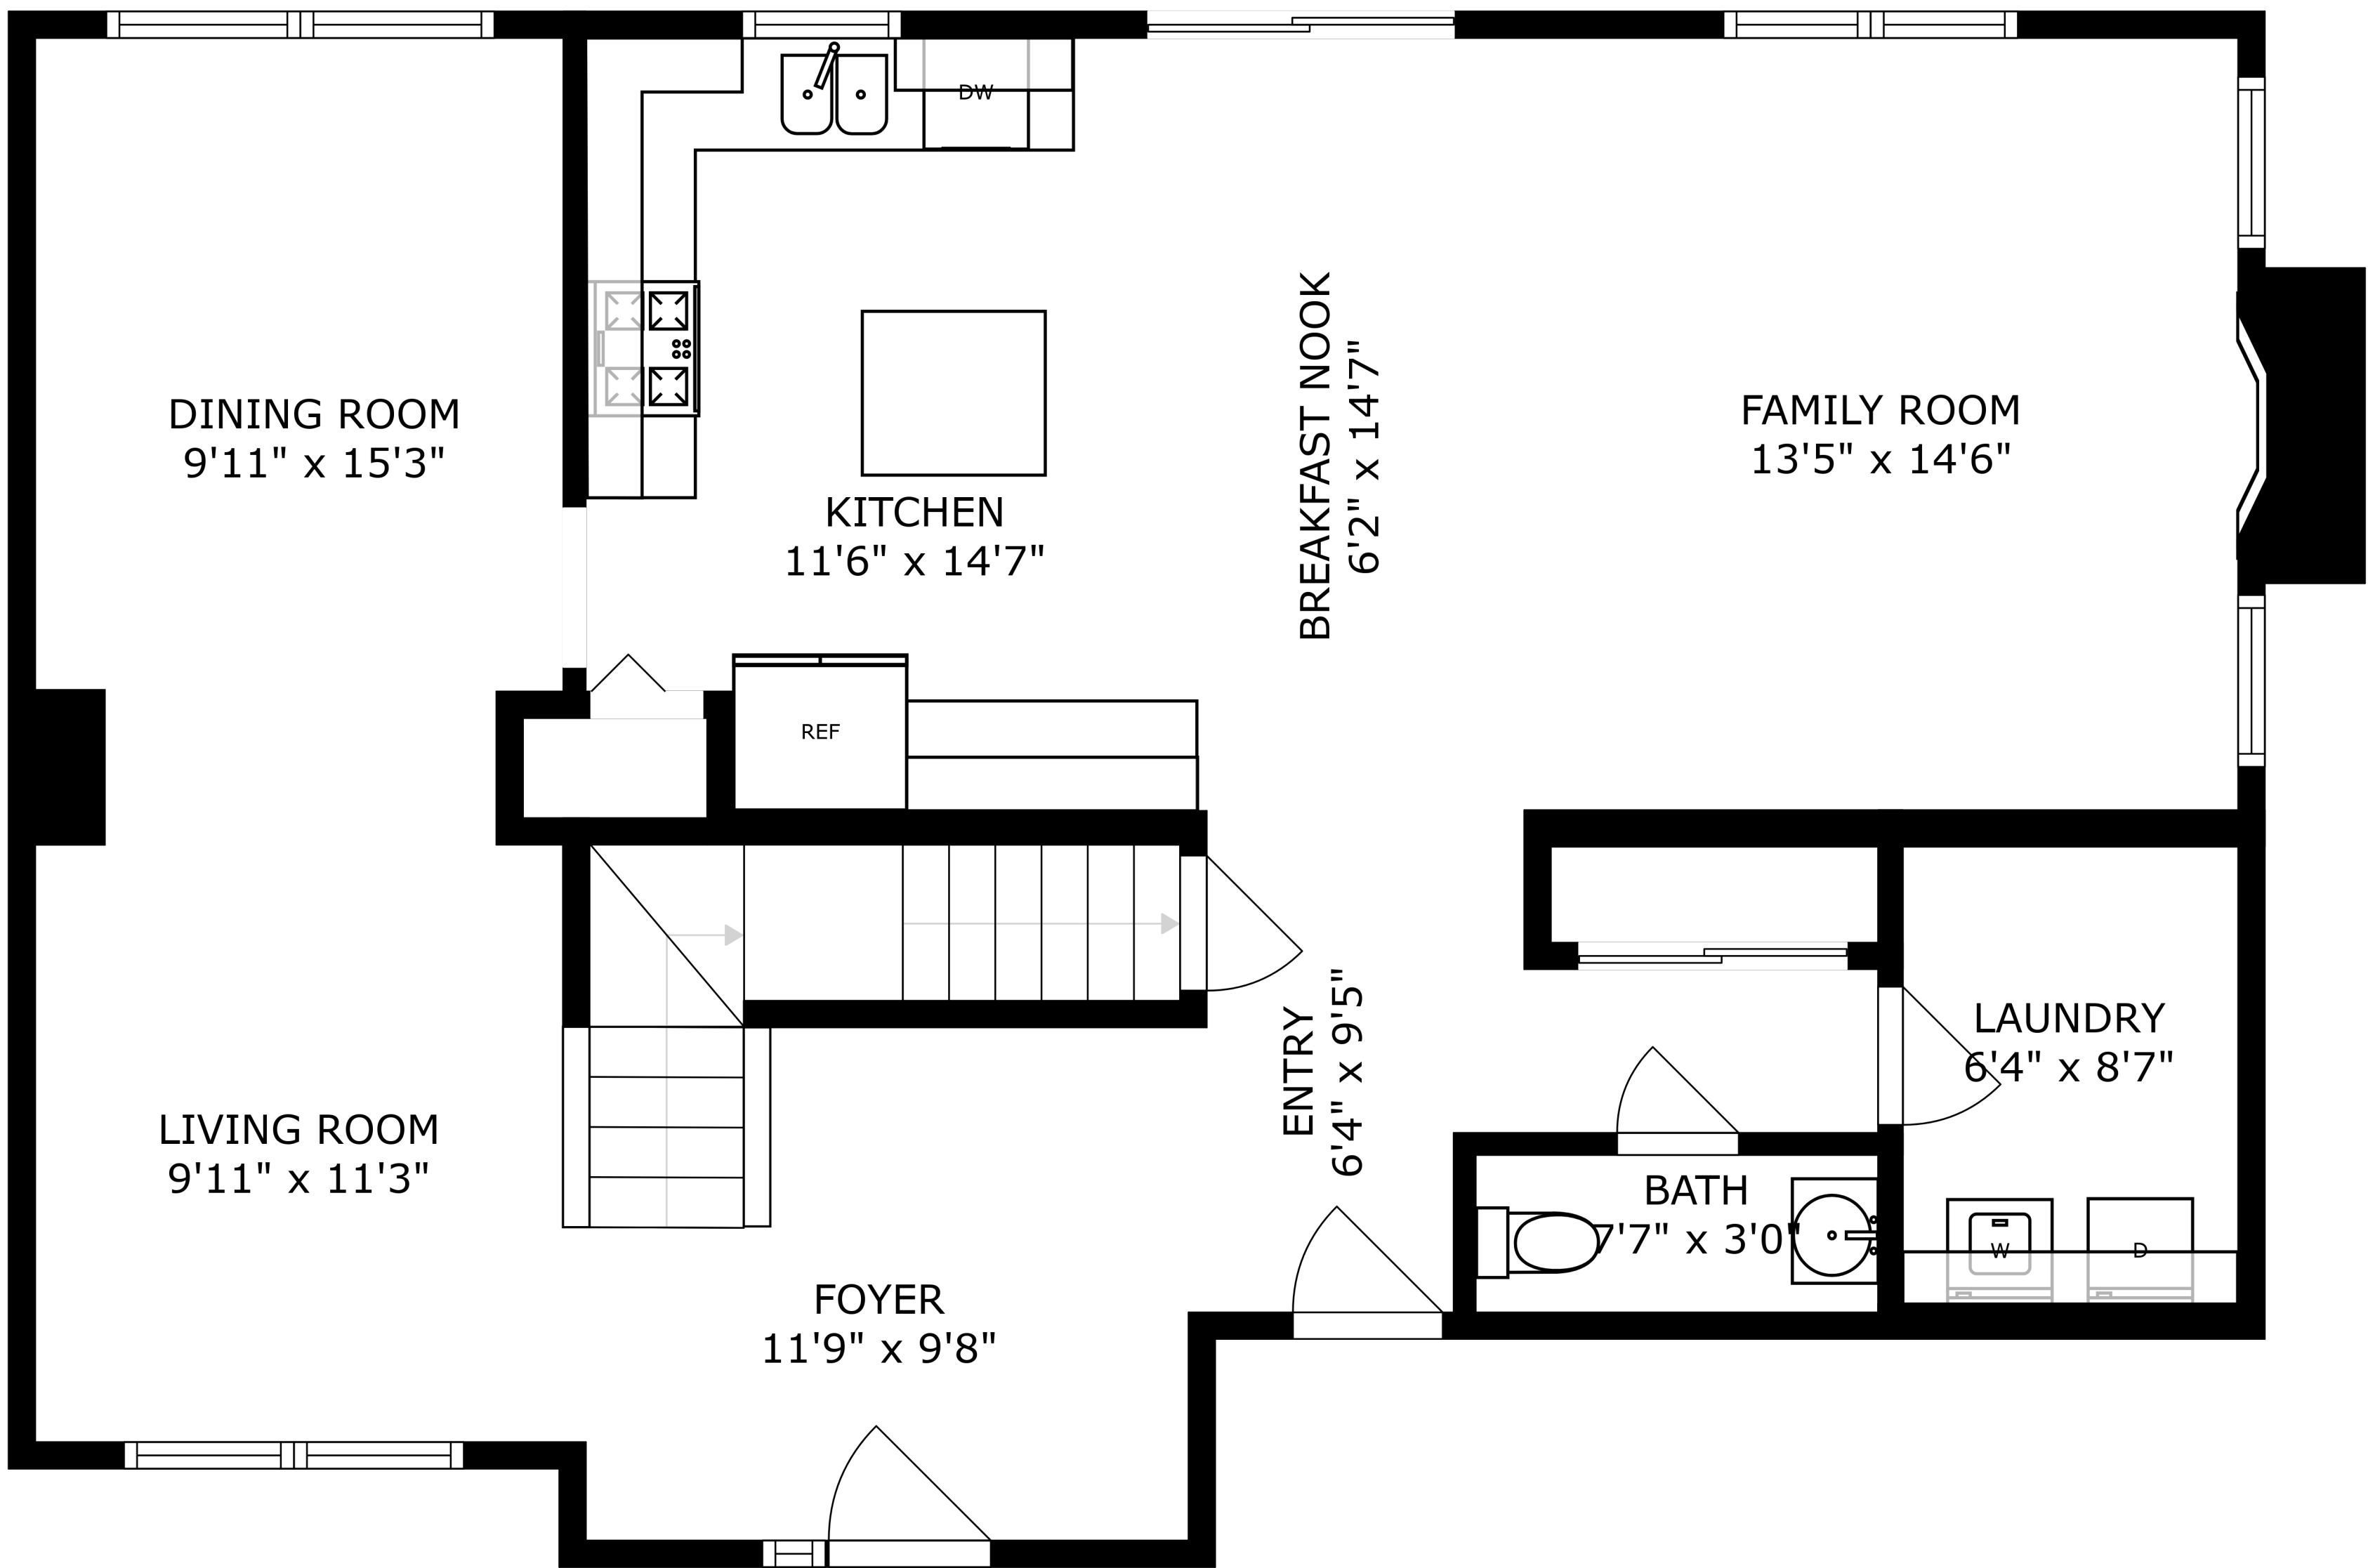 DW
DINING ROOM
9'11" x 15'3"
KITCHEN
11'6" x 14'7"
BREAKFAST NOOK
6'2" x 14'7"
FAMILY ROOM
13'5" x 14'6"
REF
LIVING ROOM
9'11" x 11'3"
ENTRY
6'4" x 9'5"
LAUNDRY
6'4" x 8'7"
BATH
7'7" x 3'0"
W
D
FOYER
11'9" x 9'8"